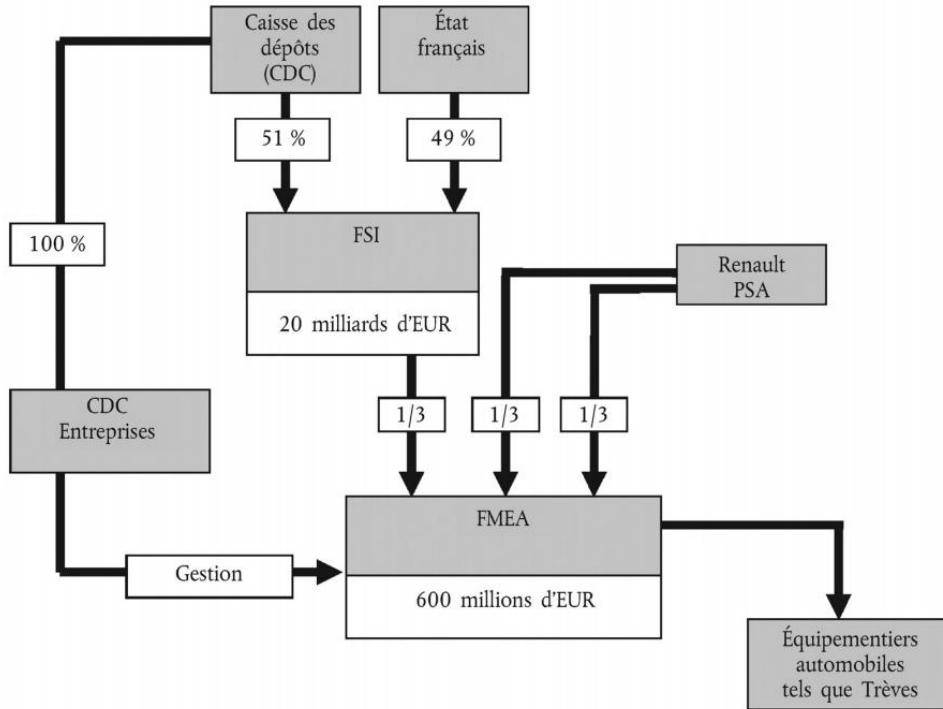 Caisse des
dépôts
(CDC)
État
français
51 %
49 %
100 %
FSI
20 milliards d'EUR
Renault
PSA
CDC
Entreprises
1/3
1/3
1/3
FMEA
600 millions d'EUR
Gestion
Équipementiers
automobiles
tels que Trèves